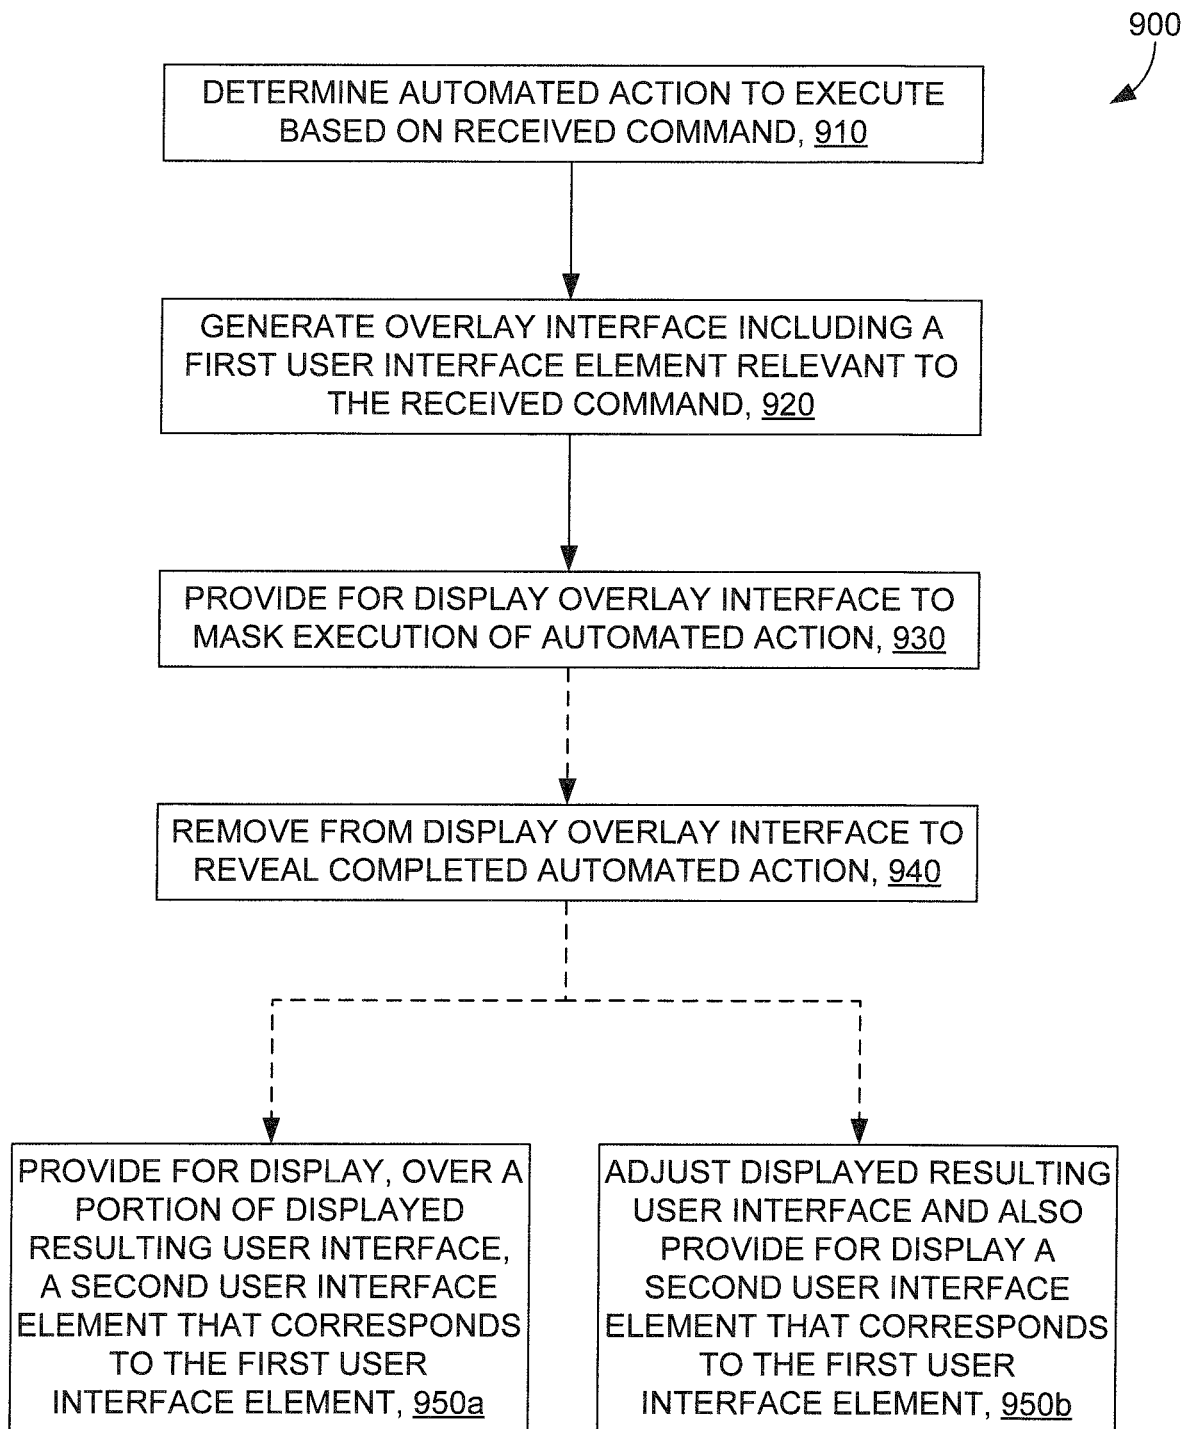 900
DETERMINE AUTOMATED ACTION TO EXECUTE
BASED ON RECEIVED COMMAND, 910
GENERATE OVERLAY INTERFACE INCLUDING A
FIRST USER INTERFACE ELEMENT RELEVANT TO
THE RECEIVED COMMAND, 920
PROVIDE FOR DISPLAY OVERLAY INTERFACE TO
MASK EXECUTION OF AUTOMATED ACTION, 930
REMOVE FROM DISPLAY OVERLAY INTERFACE TO
REVEAL COMPLETED AUTOMATED ACTION, 940
PROVIDE FOR DISPLAY, OVER A
PORTION OF DISPLAYED
RESULTING USER INTERFACE,
A SECOND USER INTERFACE
ELEMENT THAT CORRESPONDS
TO THE FIRST USER
INTERFACE ELEMENT, 950a
ADJUST DISPLAYED RESULTING
USER INTERFACE AND ALSO
PROVIDE FOR DISPLAY A
SECOND USER INTERFACE
ELEMENT THAT CORRESPONDS
TO THE FIRST USER
INTERFACE ELEMENT, 950b